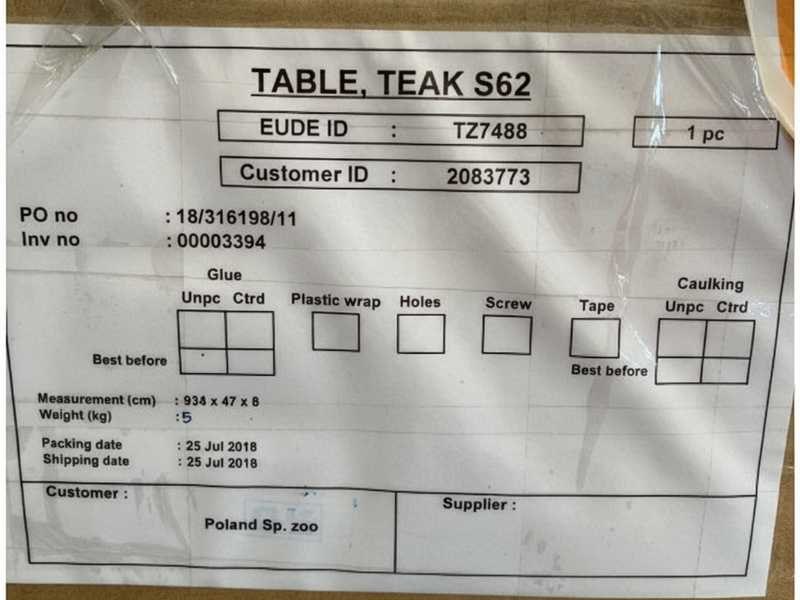 TABLE, TEAK S62
EUDE ID : TZ7488
1 pc
Customer ID : 2083773
PO no : 18/316198/11
Inv no : 00003394
Glue
Unpc Ctrd
Plastic wrap
Holes
Screw
Tape
Caulking
Unpc Ctrd
Best before
Best before
Measurement (cm) : 934 x 47 x 8
Weight (kg) : 5
Packing date : 25 Jul 2018
Shipping date : 25 Jul 2018
Customer :
Poland Sp. zoo
Supplier :